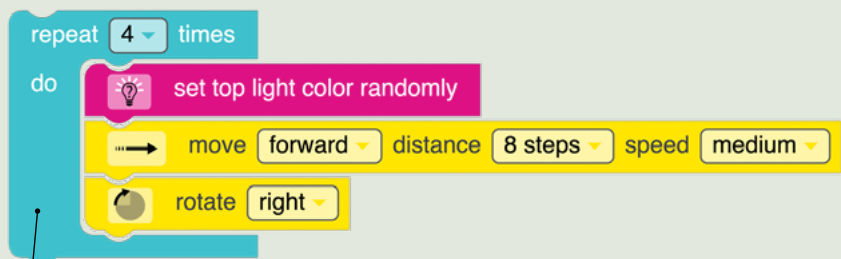 repeat 4 times
do
set top light color randomly
move forward distance 8 steps speed medium
rotate right